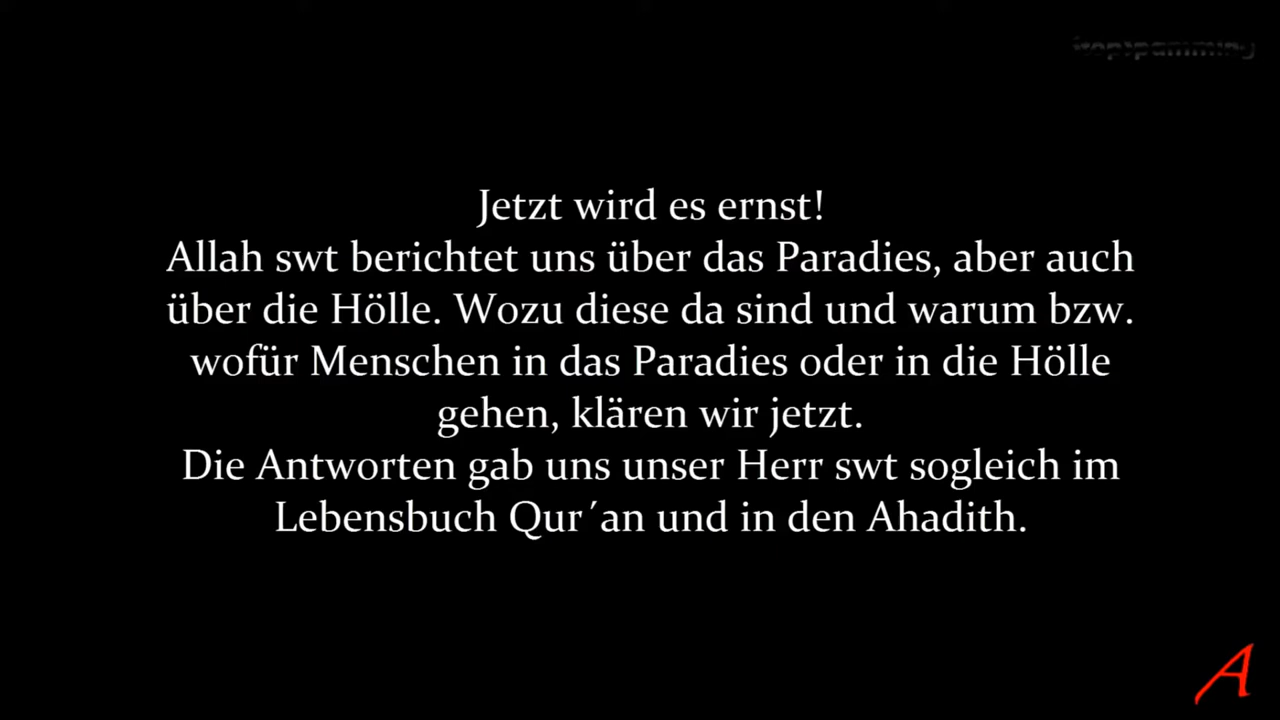 Jetzt wird es ernst!
Allah swt berichtet uns über das Paradies, aber auch
über die Hölle. Wozu diese da sind und warum bzw.
wofür Menschen in das Paradies oder in die Hölle
gehen, klären wir jetzt.
Die Antworten gab uns unser Herr swt sogleich im
Lebensbuch Qur´an und in den Ahadith.
A